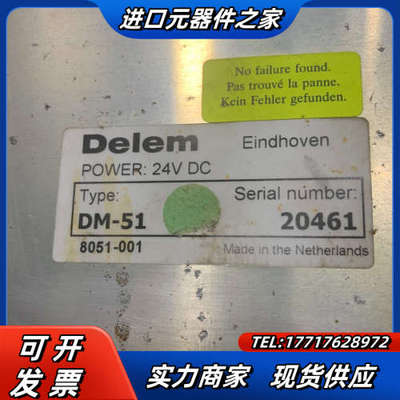 进口元器件之家
No failure found.
Pas trouvé la panne.
Kein Fehler gefunden.
Delem Eindhoven
POWER: 24V DC
Type: Serial number:
DM-51 20461
8051-001 Made in the Netherlands
TEL:17717628972
可开
发票
实力商家 现货供应